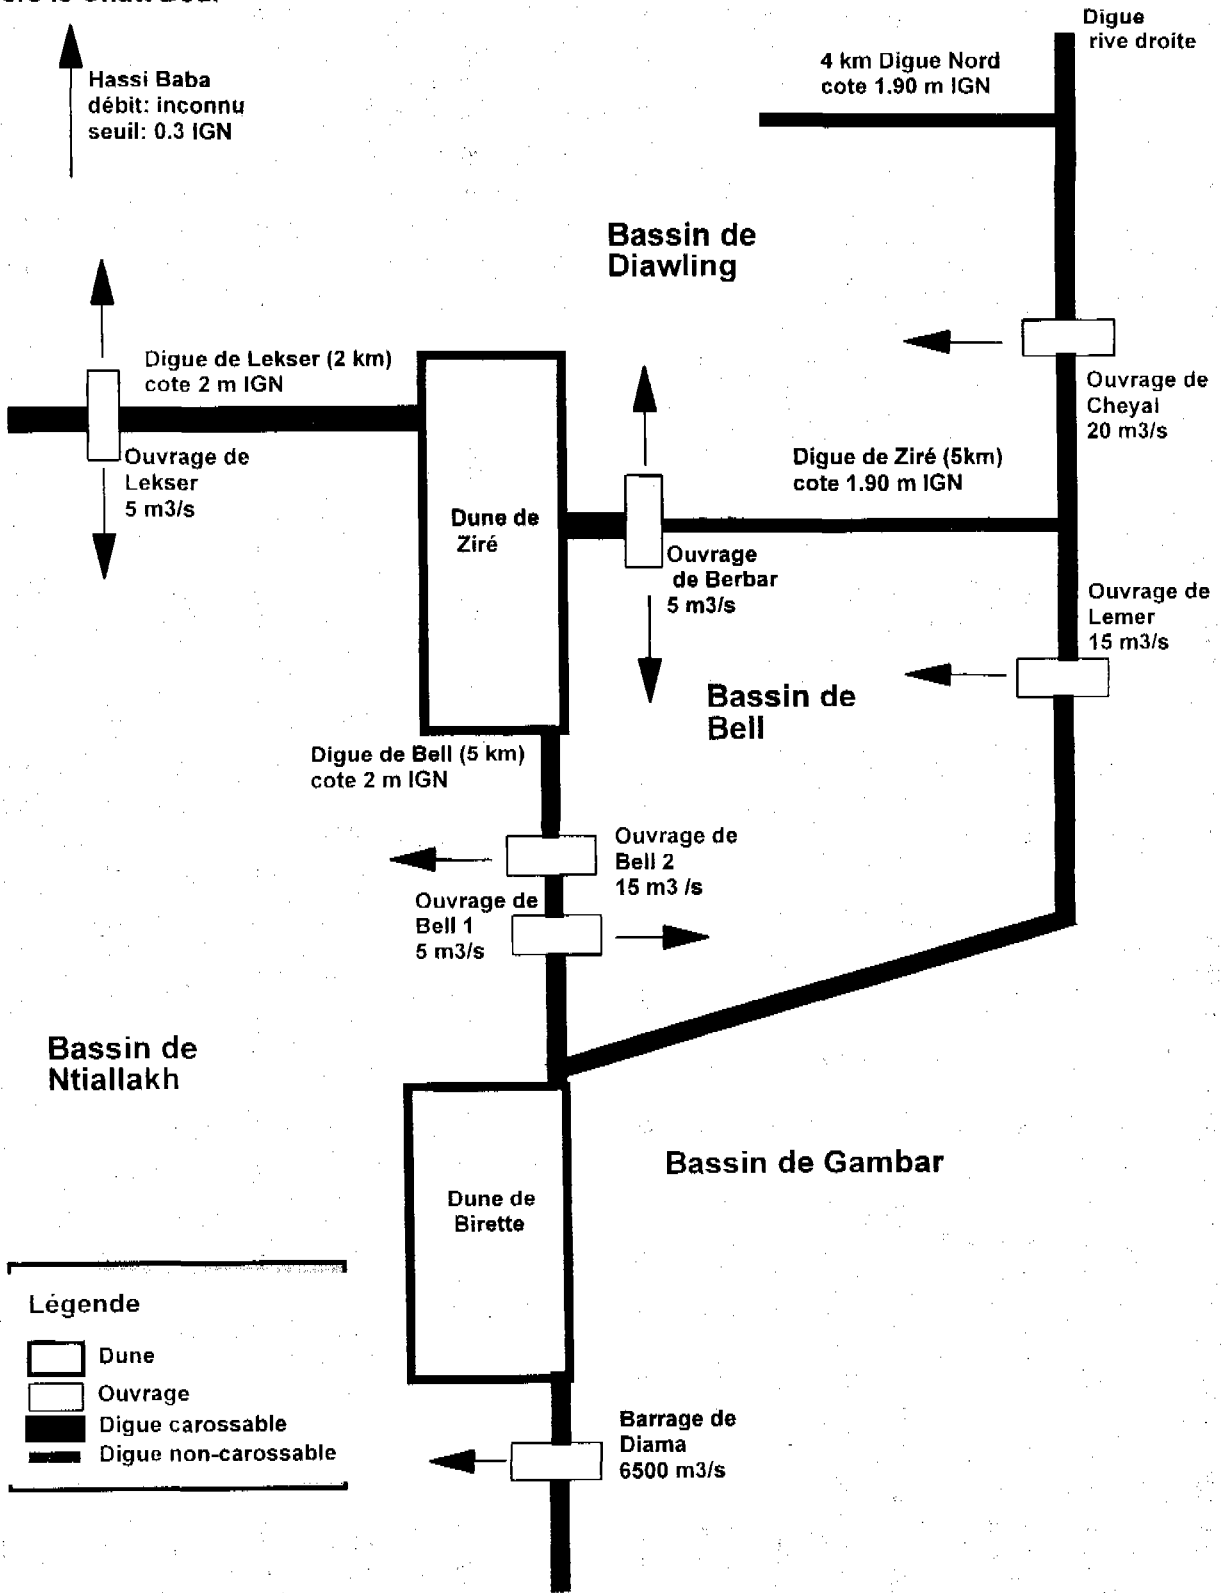 Digue
rive droite
Hassi Baba
débit: inconnu
seuil: 0.3 IGN
4 km Digue Nord
cote 1.90 m IGN
Bassin de
Diawling
Digue de Lekser (2 km)
cote 2 m IGN
Ouvrage de
Cheyal
20 m3/s
Ouvrage de
Lekser
5 m3/s
Digue de Ziré (5km)
cote 1.90 m IGN
Dune de
Ziré
Ouvrage
de Berbar
5 m3/s
Ouvrage de
Lemer
15 m3/s
Bassin de
Bell
Digue de Bell (5 km)
cote 2 m IGN
Ouvrage de
Bell 2
15 m3 /s
Ouvrage de
Bell 1
5 m3/s
Bassin de
Ntiallakh
Bassin de Gambar
Dune de
Birette
Légende
Dune
Ouvrage
Digue carossable
Digue non-carossable
Barrage de
Diama
6500 m3/s